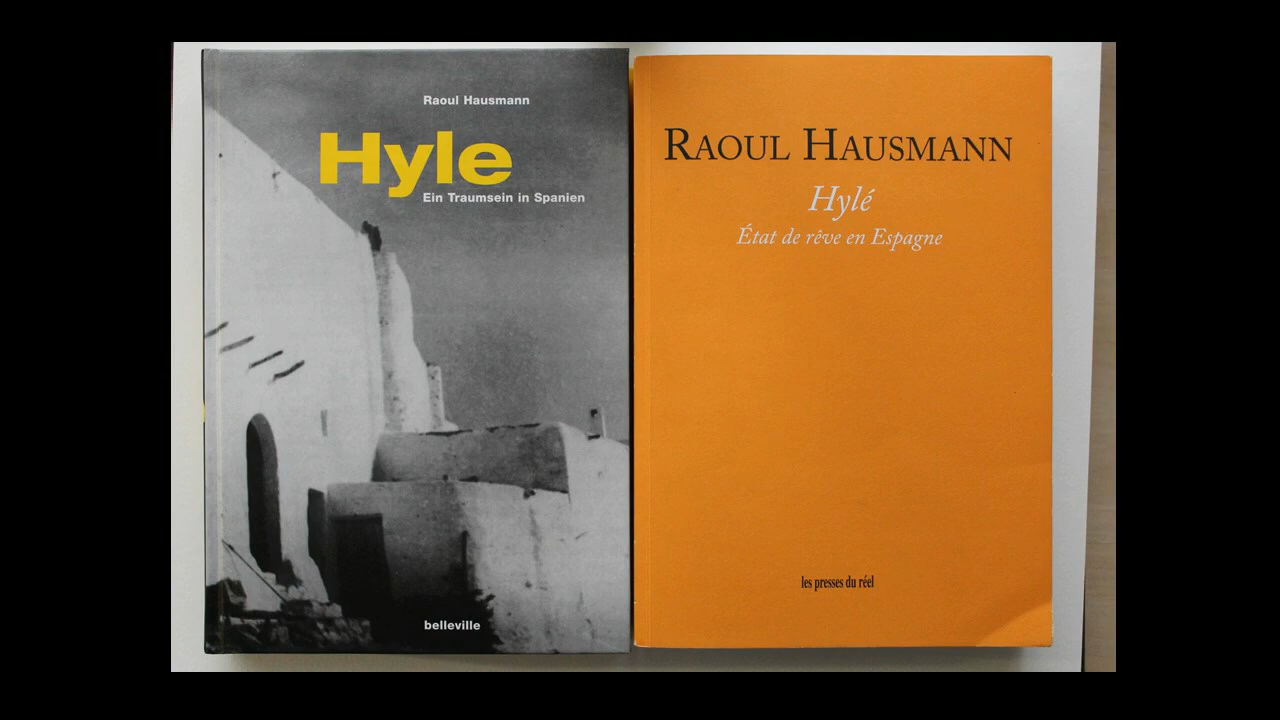 Raoul Hausmann
Hyle
Ein Traumsein in Spanien
belleville
RAOUL HAUSMANN
Hylé
État de rêve en Espagne
les presses du réel